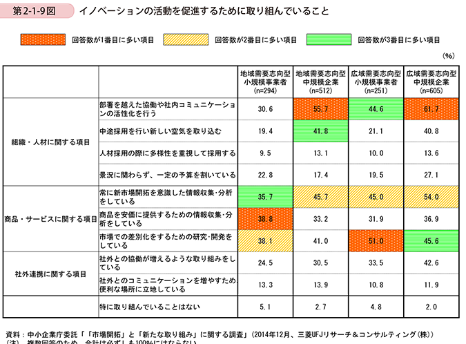 第2-1-9図 イノベーションの活動を促進するために取り組んでいること
回答数が1番目に多い項目 回答数が2番目に多い項目 回答数が3番目に多い項目
(%)
地域需要志向型 小規模事業者 (n=294) 地域需要志向型 中規模企業 (n=512) 広域需要志向型 小規模事業者 (n=251) 広域需要志向型 中規模企業 (n=605)
組織・人材に関する項目
部署を越えた協働や社内コミュニケーションの活性化を行う 30.6 55.7 44.6 61.7
中途採用を行い新しい空気を取り込む 19.4 41.8 21.1 40.8
人材採用の際に多様性を重視して採用する 9.5 13.1 10.0 13.6
景況に関わらず、一定の予算を割いている 22.8 17.4 19.5 27.1
商品・サービスに関する項目
常に新市場開拓を意識した情報収集・分析をしている 35.7 45.7 45.0 54.0
商品を安価に提供するための情報収集・分析をしている 38.8 33.2 31.9 36.9
市場での差別化をするための研究・開発をしている 38.1 41.0 51.0 45.6
社外連携に関する項目
社外との協働が増えるような取り組みをしている 24.5 30.5 33.5 42.6
社外とのコミュニケーションを増やすため便利な場所に立地している 13.3 13.9 10.8 11.9
特に取り組んでいることはない 5.1 2.7 4.8 2.0
資料：中小企業庁委託「「市場開拓」と「新たな取り組み」に関する調査」(2014年12月、三菱UFJリサーチ&コンサルティング(株))
(注) 複数回答のため、合計は必ずしも100%にはならない。